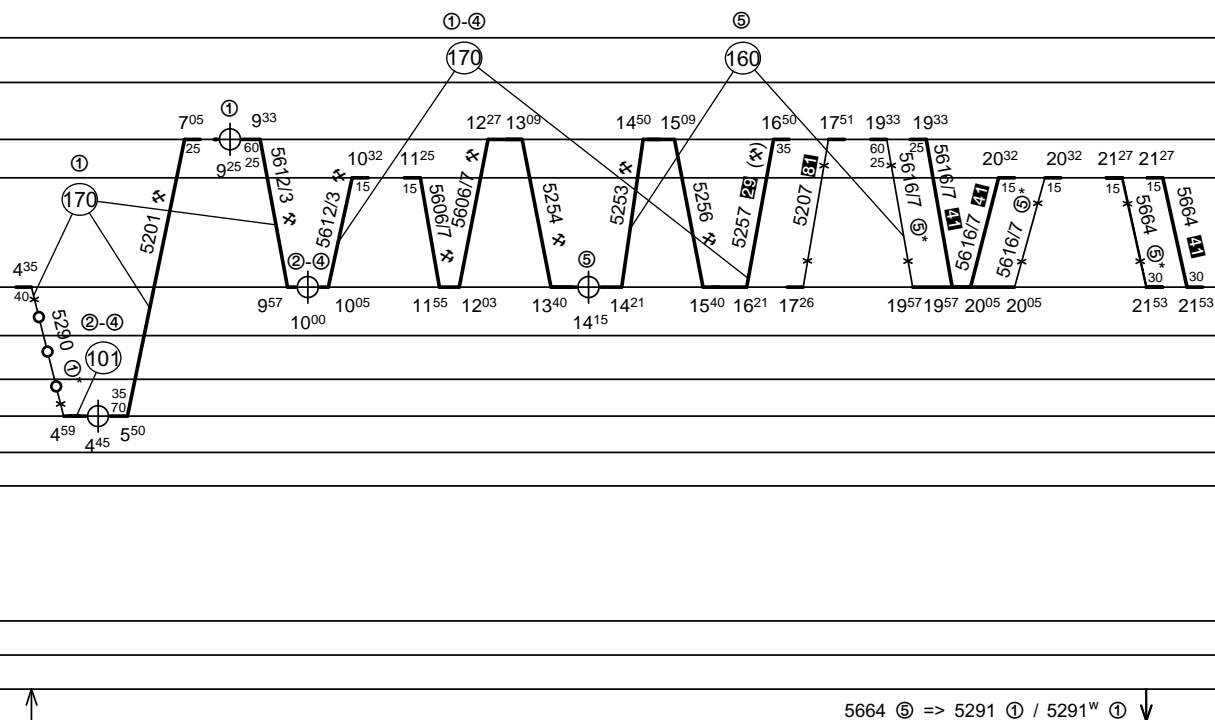 ①-④ ⑤
170 160
① 7⁰⁵ 9³³ 12²⁷ 13⁰⁹ 14⁵⁰ 15⁰⁹ 16⁵⁰ 17⁵¹ 19³³ 19³³
25 9²⁵ 60 25 35 60 25 25
① 10³² 11²⁵ 20³² 20³² 21²⁷ 21²⁷
15 15 15 15 15 15
170
5201 ⚒ 5612/3 ⚒ 5612/3 ⚒ 5606/7 ⚒ 5606/7 ⚒ 5254 ⚒ 5253 ⚒ 5256 ⚒ 5257 29 (⚒) 5207 81 5616/7 ⑤* 5616/7 41 5616/7 41 5616/7 ⑤* 5664 ⑤* 5664 41
4³⁵ ②-④ ⑤
40 30 30
9⁵⁷ 10⁰⁰ 10⁰⁵ 11⁵⁵ 12⁰³ 13⁴⁰ 14¹⁵ 14²¹ 15⁴⁰ 16²¹ 17²⁶ 19⁵⁷ 19⁵⁷ 20⁰⁵ 20⁰⁵ 21⁵³ 21⁵³
5290 ①* ②-④
101
35
70
4⁵⁹ 4⁴⁵ 5⁵⁰
5664 ⑤ => 5291 ① / 5291ʷ ①